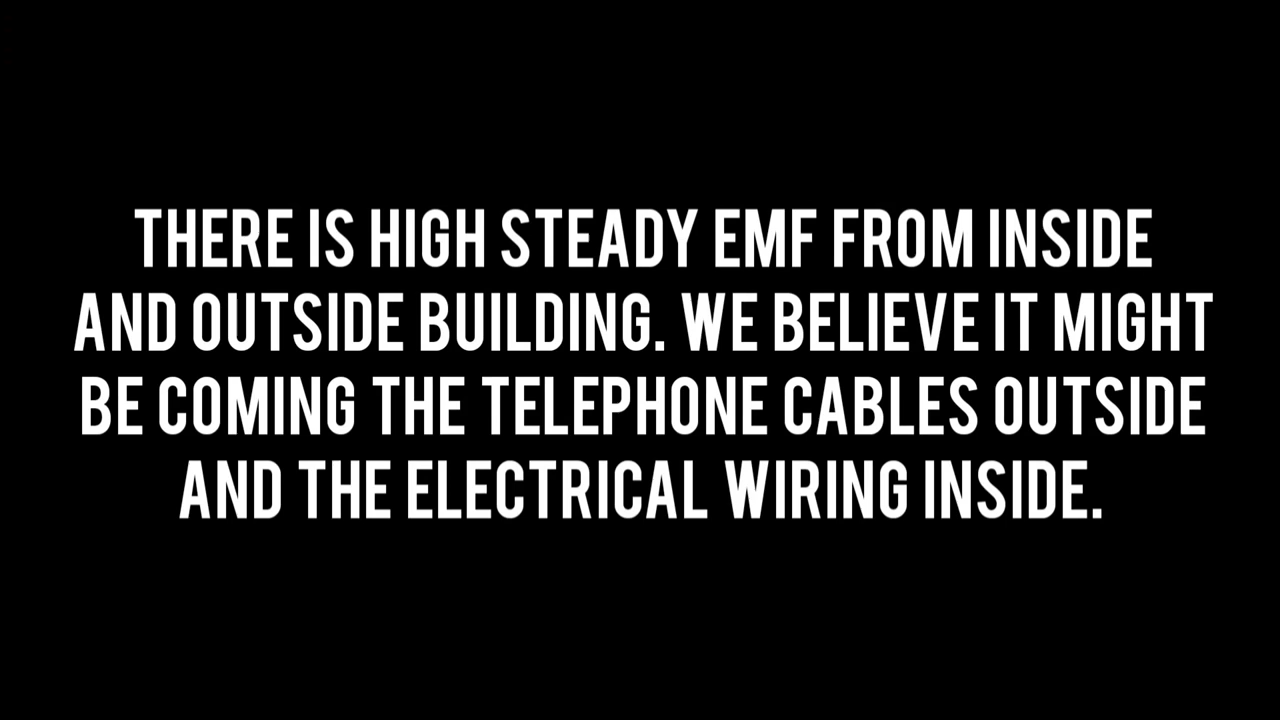 THERE IS HIGH STEADY EMF FROM INSIDE
AND OUTSIDE BUILDING. WE BELIEVE IT MIGHT
BE COMING THE TELEPHONE CABLES OUTSIDE
AND THE ELECTRICAL WIRING INSIDE.